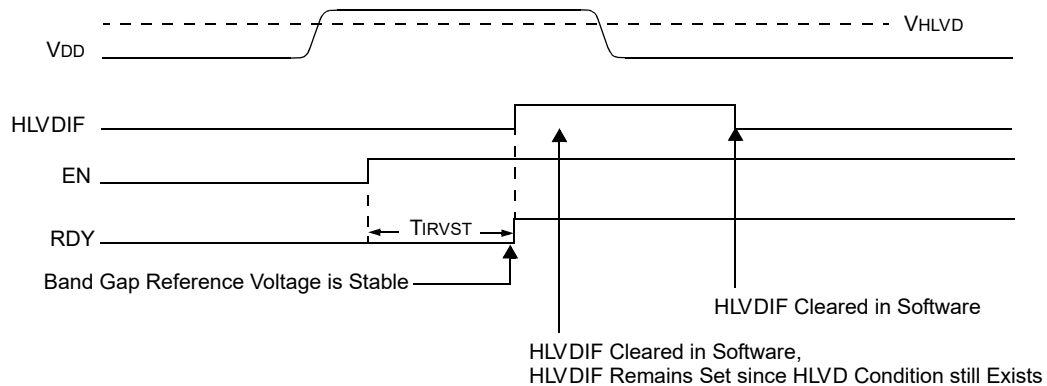 VHLVD
VDD
HLVDIF
EN
TIRVST
RDY
Band Gap Reference Voltage is Stable
HLVDIF Cleared in Software
HLVDIF Cleared in Software,
HLVDIF Remains Set since HLVD Condition still Exists